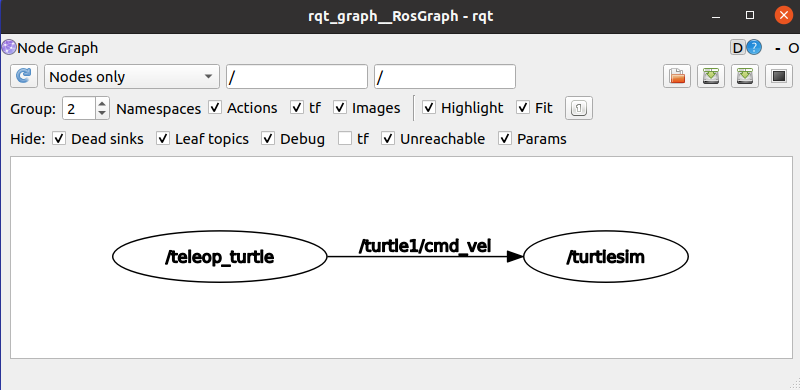 rqt_graph__RosGraph - rqt
Node Graph D ? - O
Nodes only / /
Group: 2 Namespaces Actions tf Images Highlight Fit
Hide: Dead sinks Leaf topics Debug tf Unreachable Params
/turtle1/cmd_vel
/teleop_turtle /turtlesim